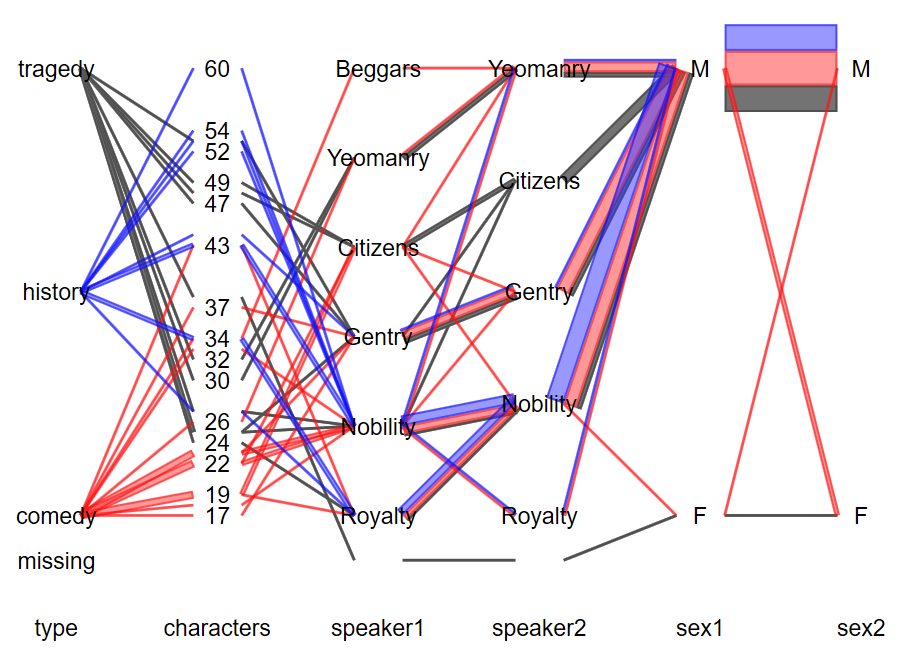 tragedy 60 Beggars Yeomanry M M
54
52 Yeomanry
49 Citizens
47
43 Citizens
history Gentry
37
34 Gentry
32
30
26 Nobility Nobility
24
22
19
comedy 17 Royalty Royalty F F
missing
type characters speaker1 speaker2 sex1 sex2